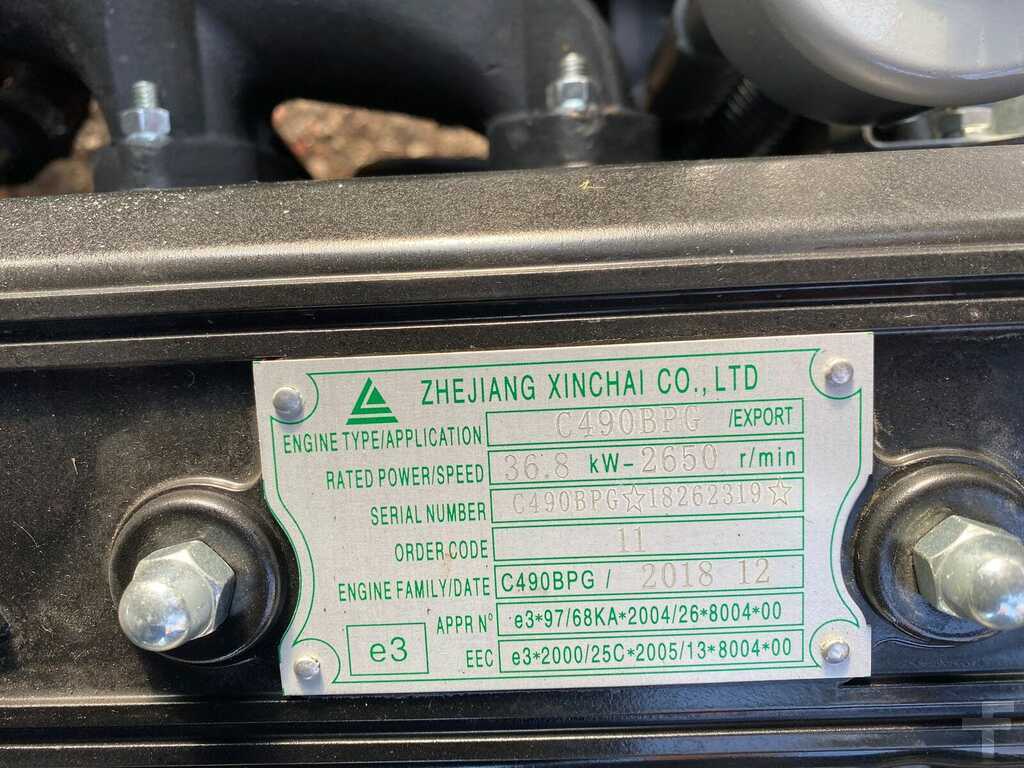 ZHEJIANG XINCHAI CO., LTD
ENGINE TYPE/APPLICATION C490BPG /EXPORT
RATED POWER/SPEED 36.8 kW-2650 r/min
SERIAL NUMBER C490BPG☆18262319☆
ORDER CODE 11
ENGINE FAMILY/DATE C490BPG / 2018 12
APPR Nº e3*97/68KA*2004/26*8004*00
e3 EEC e3*2000/25C*2005/13*8004*00